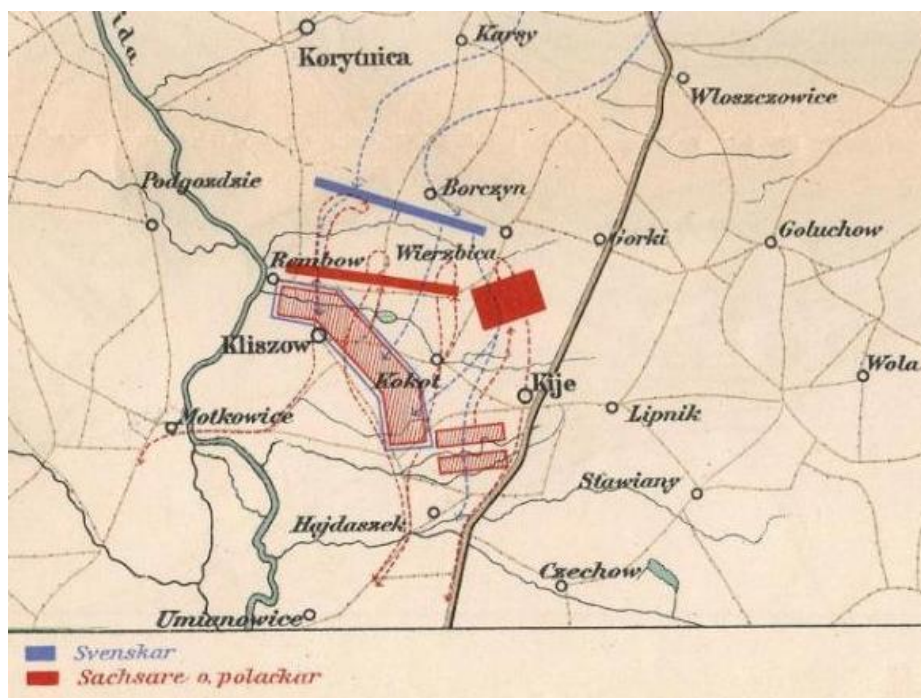 ida
Karsy
Korytnica
Włoszczowice
Podgozdzie
Borczyn
Gorki
Goluchow
Wierzbica
Rembow
Kliszow
Kokot
Kije
Wola
Motkowice
Lipnik
Stawiany
Hajdaszek
Czechow
Umianowice
Svenskar
Sachsare o. polackar